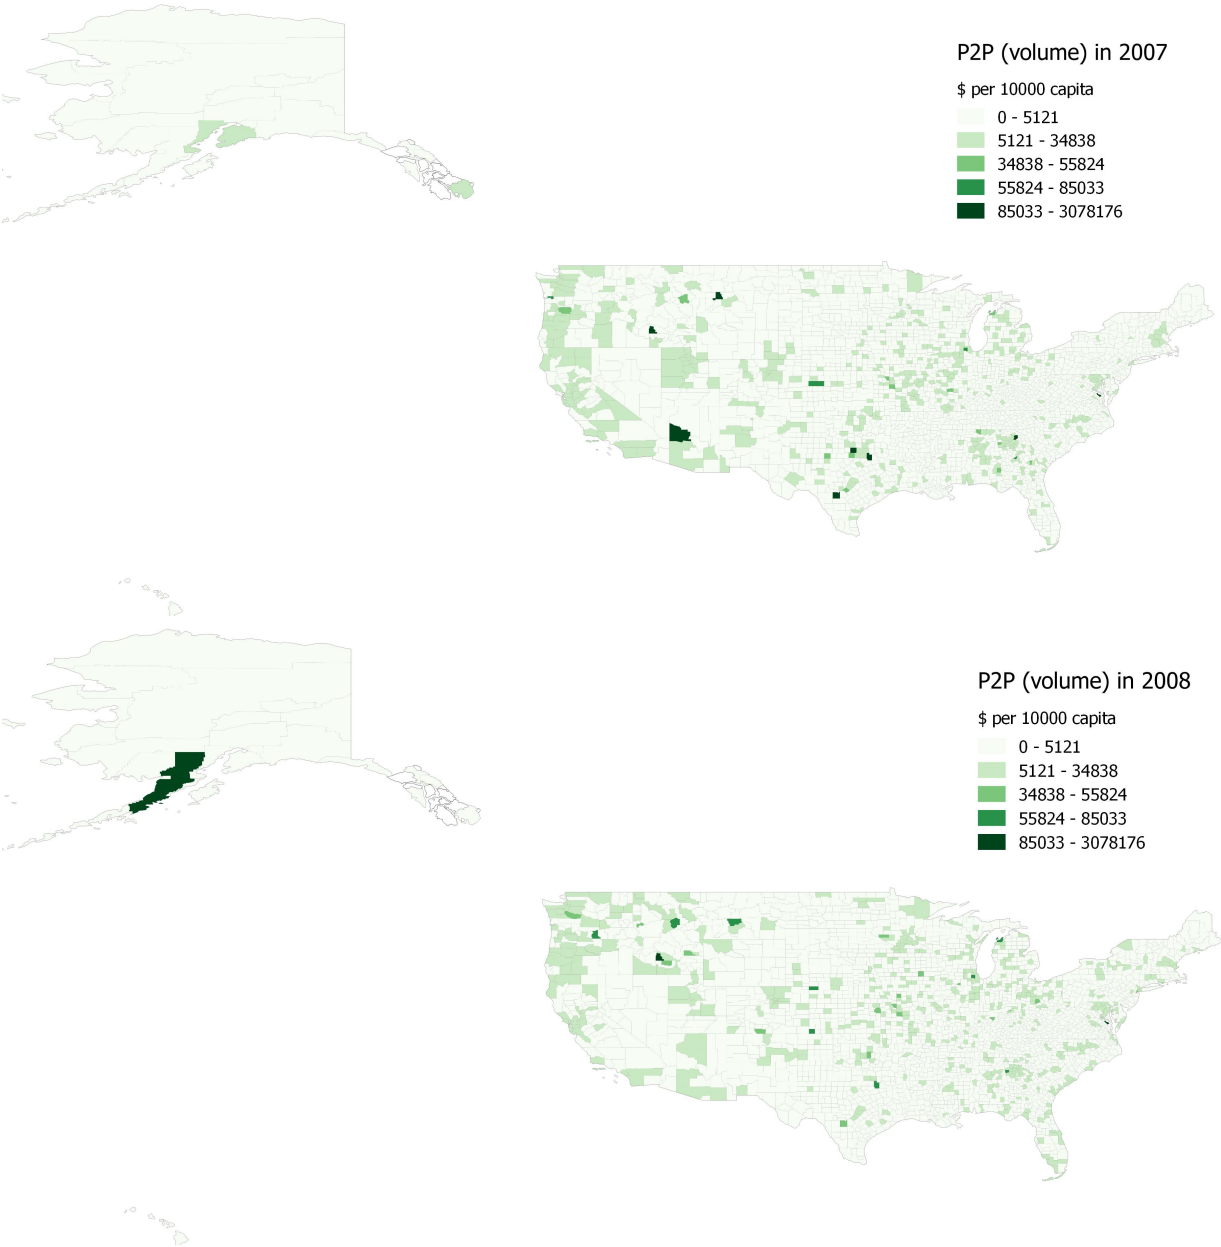 P2P (volume) in 2007
$ per 10000 capita
0 - 5121
5121 - 34838
34838 - 55824
55824 - 85033
85033 - 3078176
P2P (volume) in 2008
$ per 10000 capita
0 - 5121
5121 - 34838
34838 - 55824
55824 - 85033
85033 - 3078176